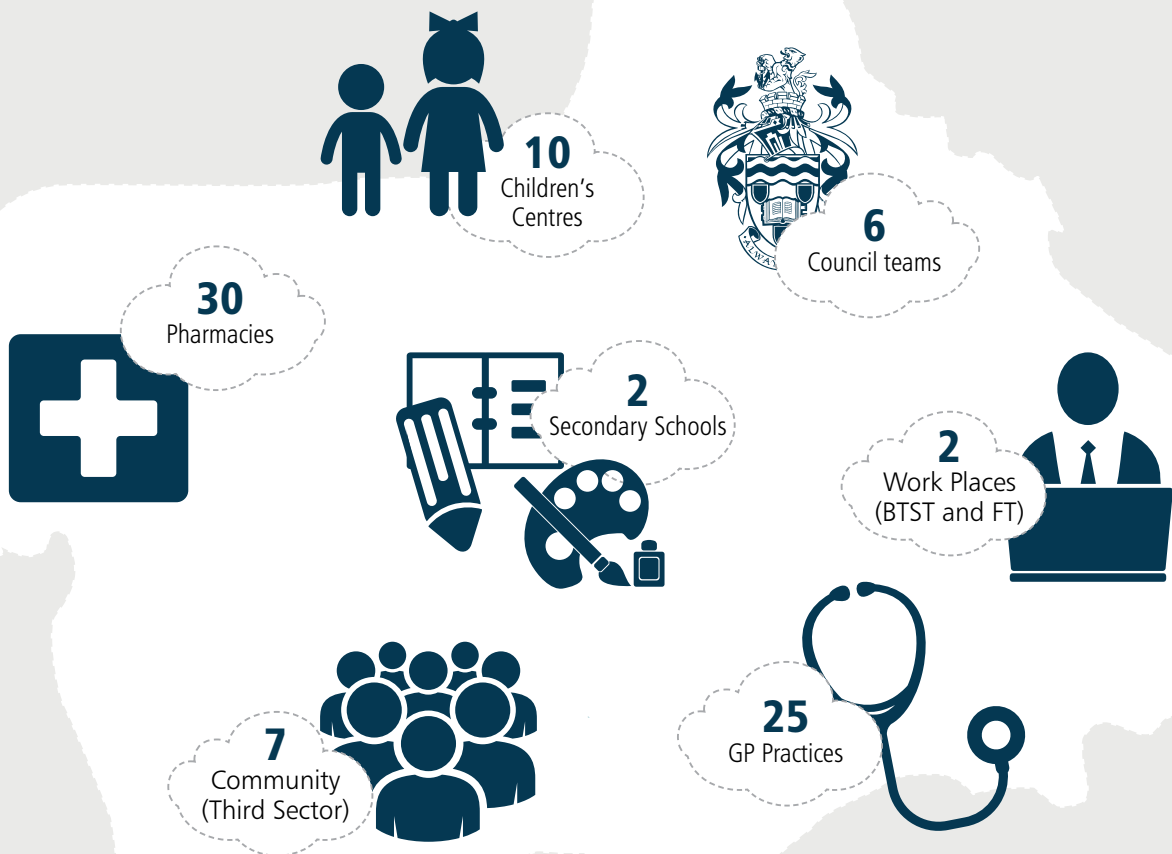 10
Children's
Centres
6
Council teams
ALWA
30
Pharmacies
2
Secondary Schools
2
Work Places
(BTST and FT)
25
GP Practices
7
Community
(Third Sector)